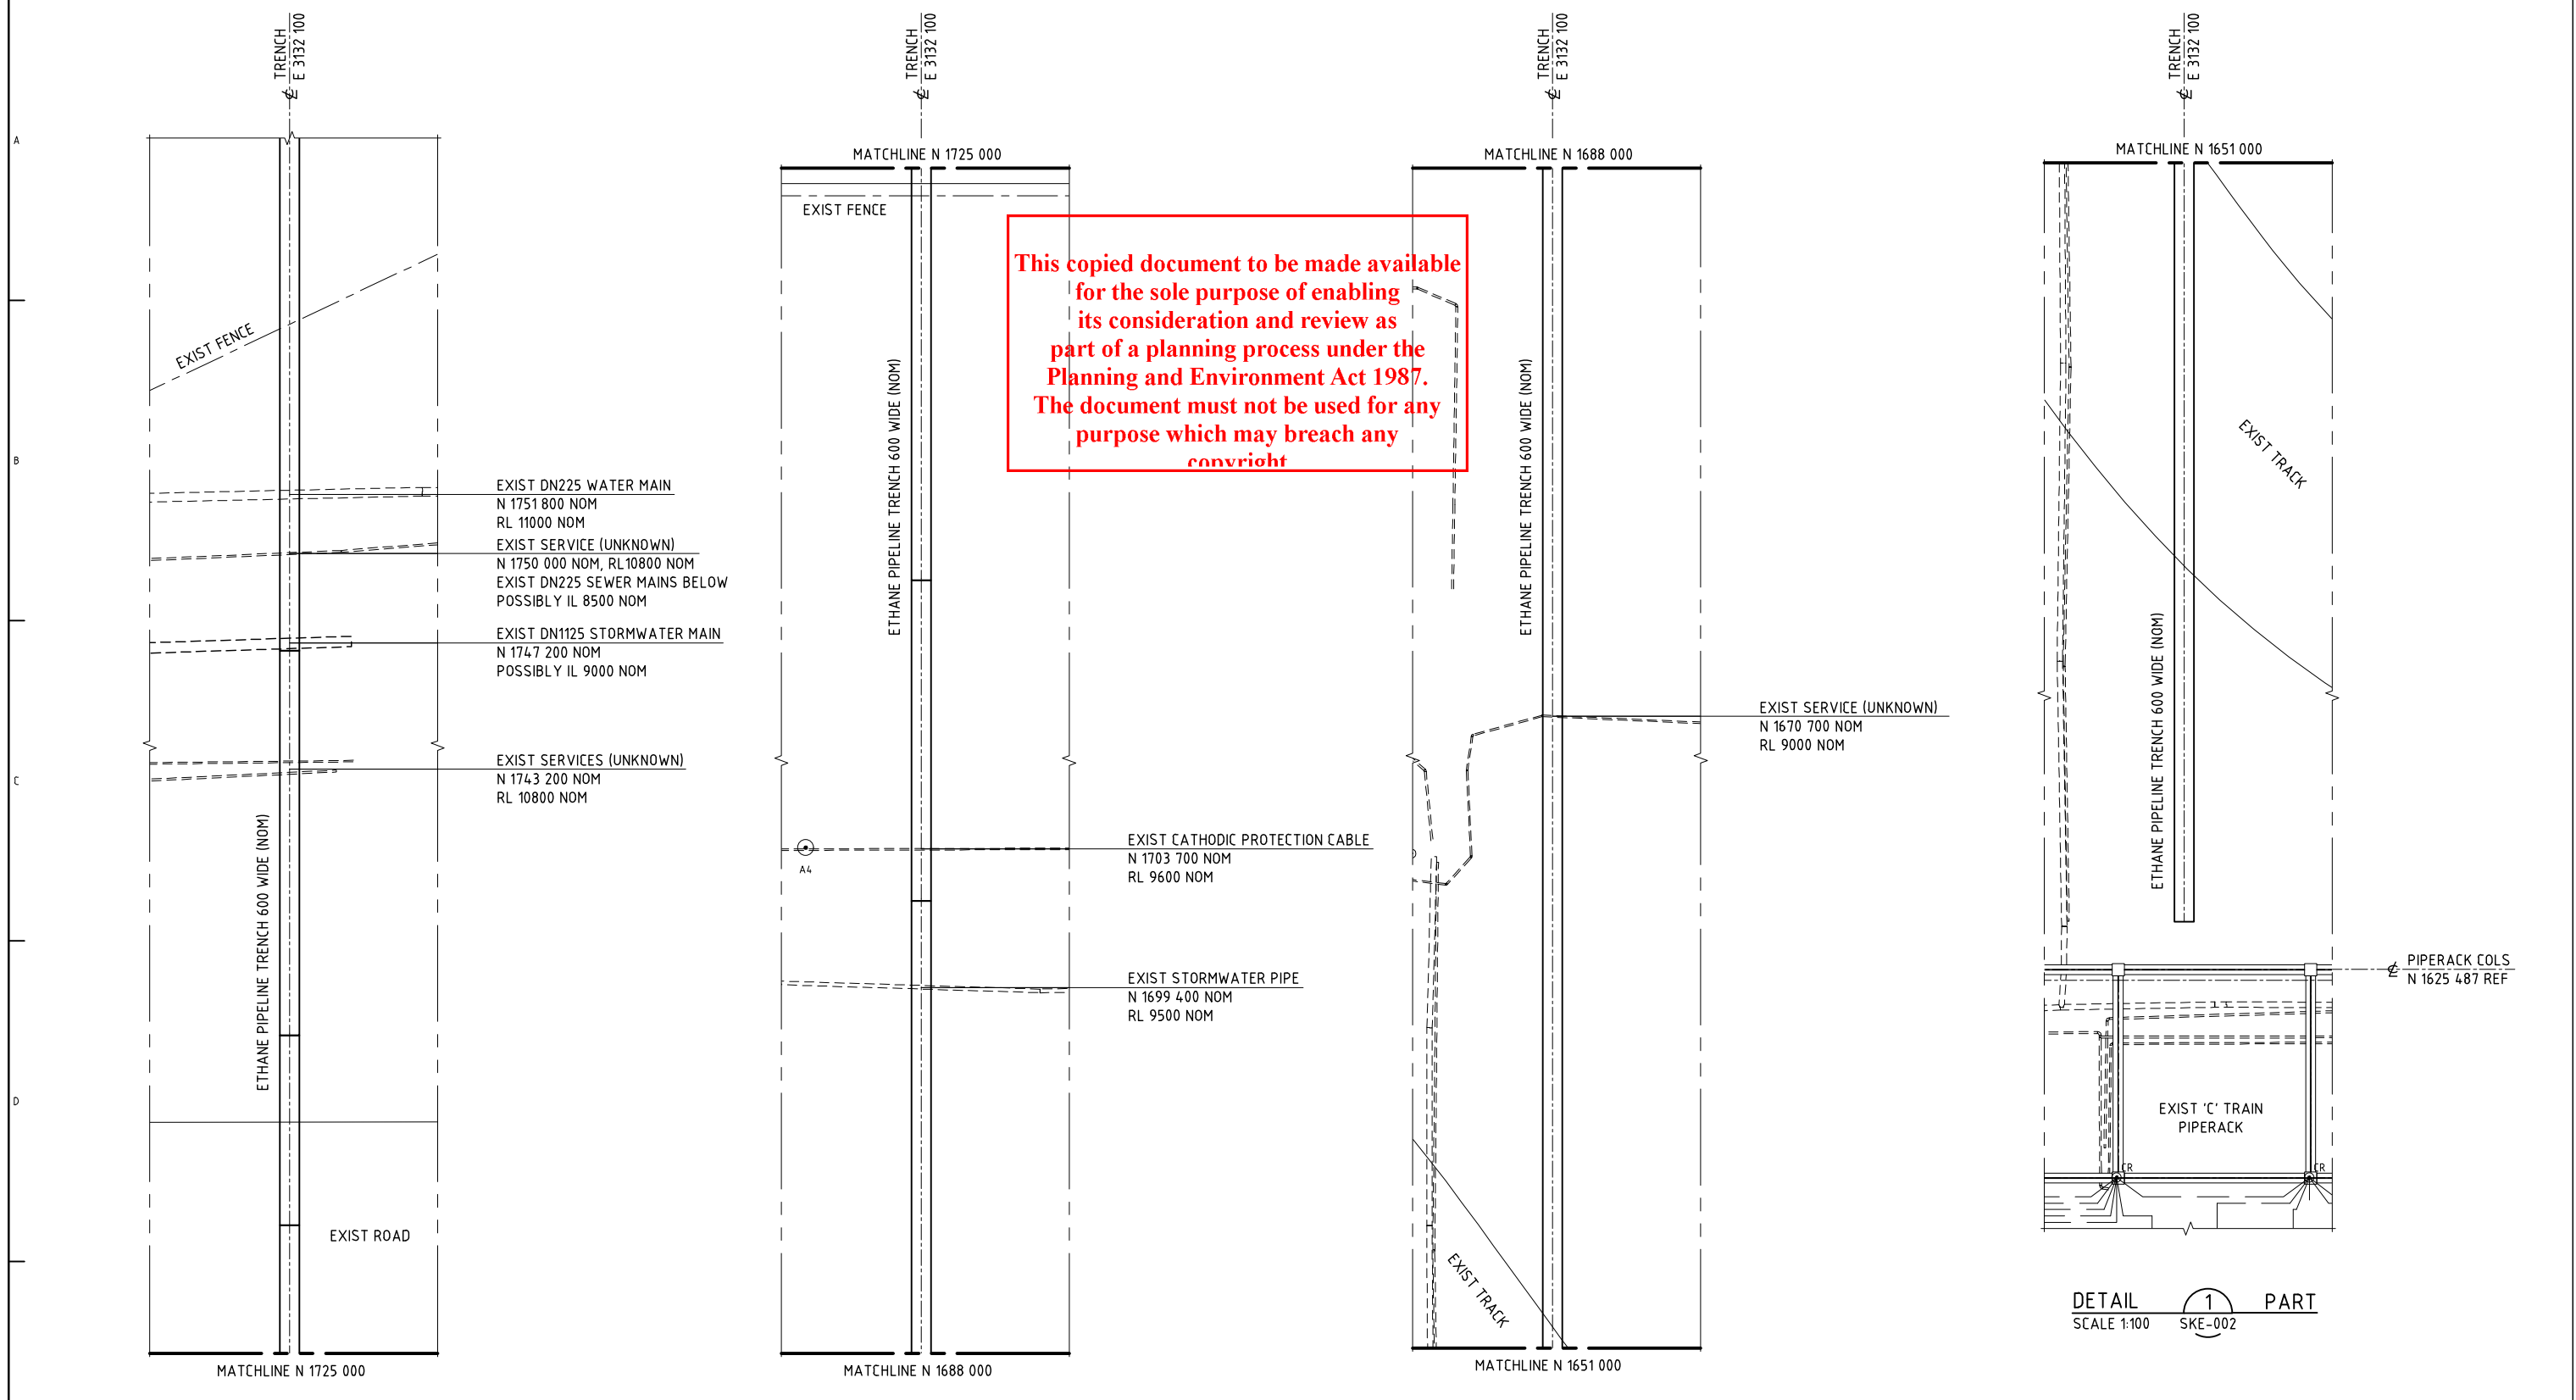 TRENCH
E 3132 100
TRENCH
E 3132 100
TRENCH
E 3132 100
TRENCH
E 3132 100
A
B
C
D
EXIST FENCE
EXIST DN225 WATER MAIN
N 1751 800 NOM
RL 11000 NOM
EXIST SERVICE (UNKNOWN)
N 1750 000 NOM, RL10800 NOM
EXIST DN225 SEWER MAINS BELOW
POSSIBLY IL 8500 NOM
EXIST DN1125 STORMWATER MAIN
N 1747 200 NOM
POSSIBLY IL 9000 NOM
EXIST SERVICES (UNKNOWN)
N 1743 200 NOM
RL 10800 NOM
ETHANE PIPELINE TRENCH 600 WIDE (NOM)
EXIST ROAD
MATCHLINE N 1725 000
MATCHLINE N 1725 000
EXIST FENCE
ETHANE PIPELINE TRENCH 600 WIDE (NOM)
A4
EXIST CATHODIC PROTECTION CABLE
N 1703 700 NOM
RL 9600 NOM
EXIST STORMWATER PIPE
N 1699 400 NOM
RL 9500 NOM
MATCHLINE N 1688 000
This copied document to be made available
for the sole purpose of enabling
its consideration and review as
part of a planning process under the
Planning and Environment Act 1987.
The document must not be used for any
purpose which may breach any
copyright
MATCHLINE N 1688 000
ETHANE PIPELINE TRENCH 600 WIDE (NOM)
EXIST SERVICE (UNKNOWN)
N 1670 700 NOM
RL 9000 NOM
EXIST TRACK
MATCHLINE N 1651 000
MATCHLINE N 1651 000
EXIST TRACK
ETHANE PIPELINE TRENCH 600 WIDE (NOM)
PIPERACK COLS
N 1625 487 REF
EXIST 'C' TRAIN
PIPERACK
CR
CR
DETAIL 1 PART
SCALE 1:100 SKE-002